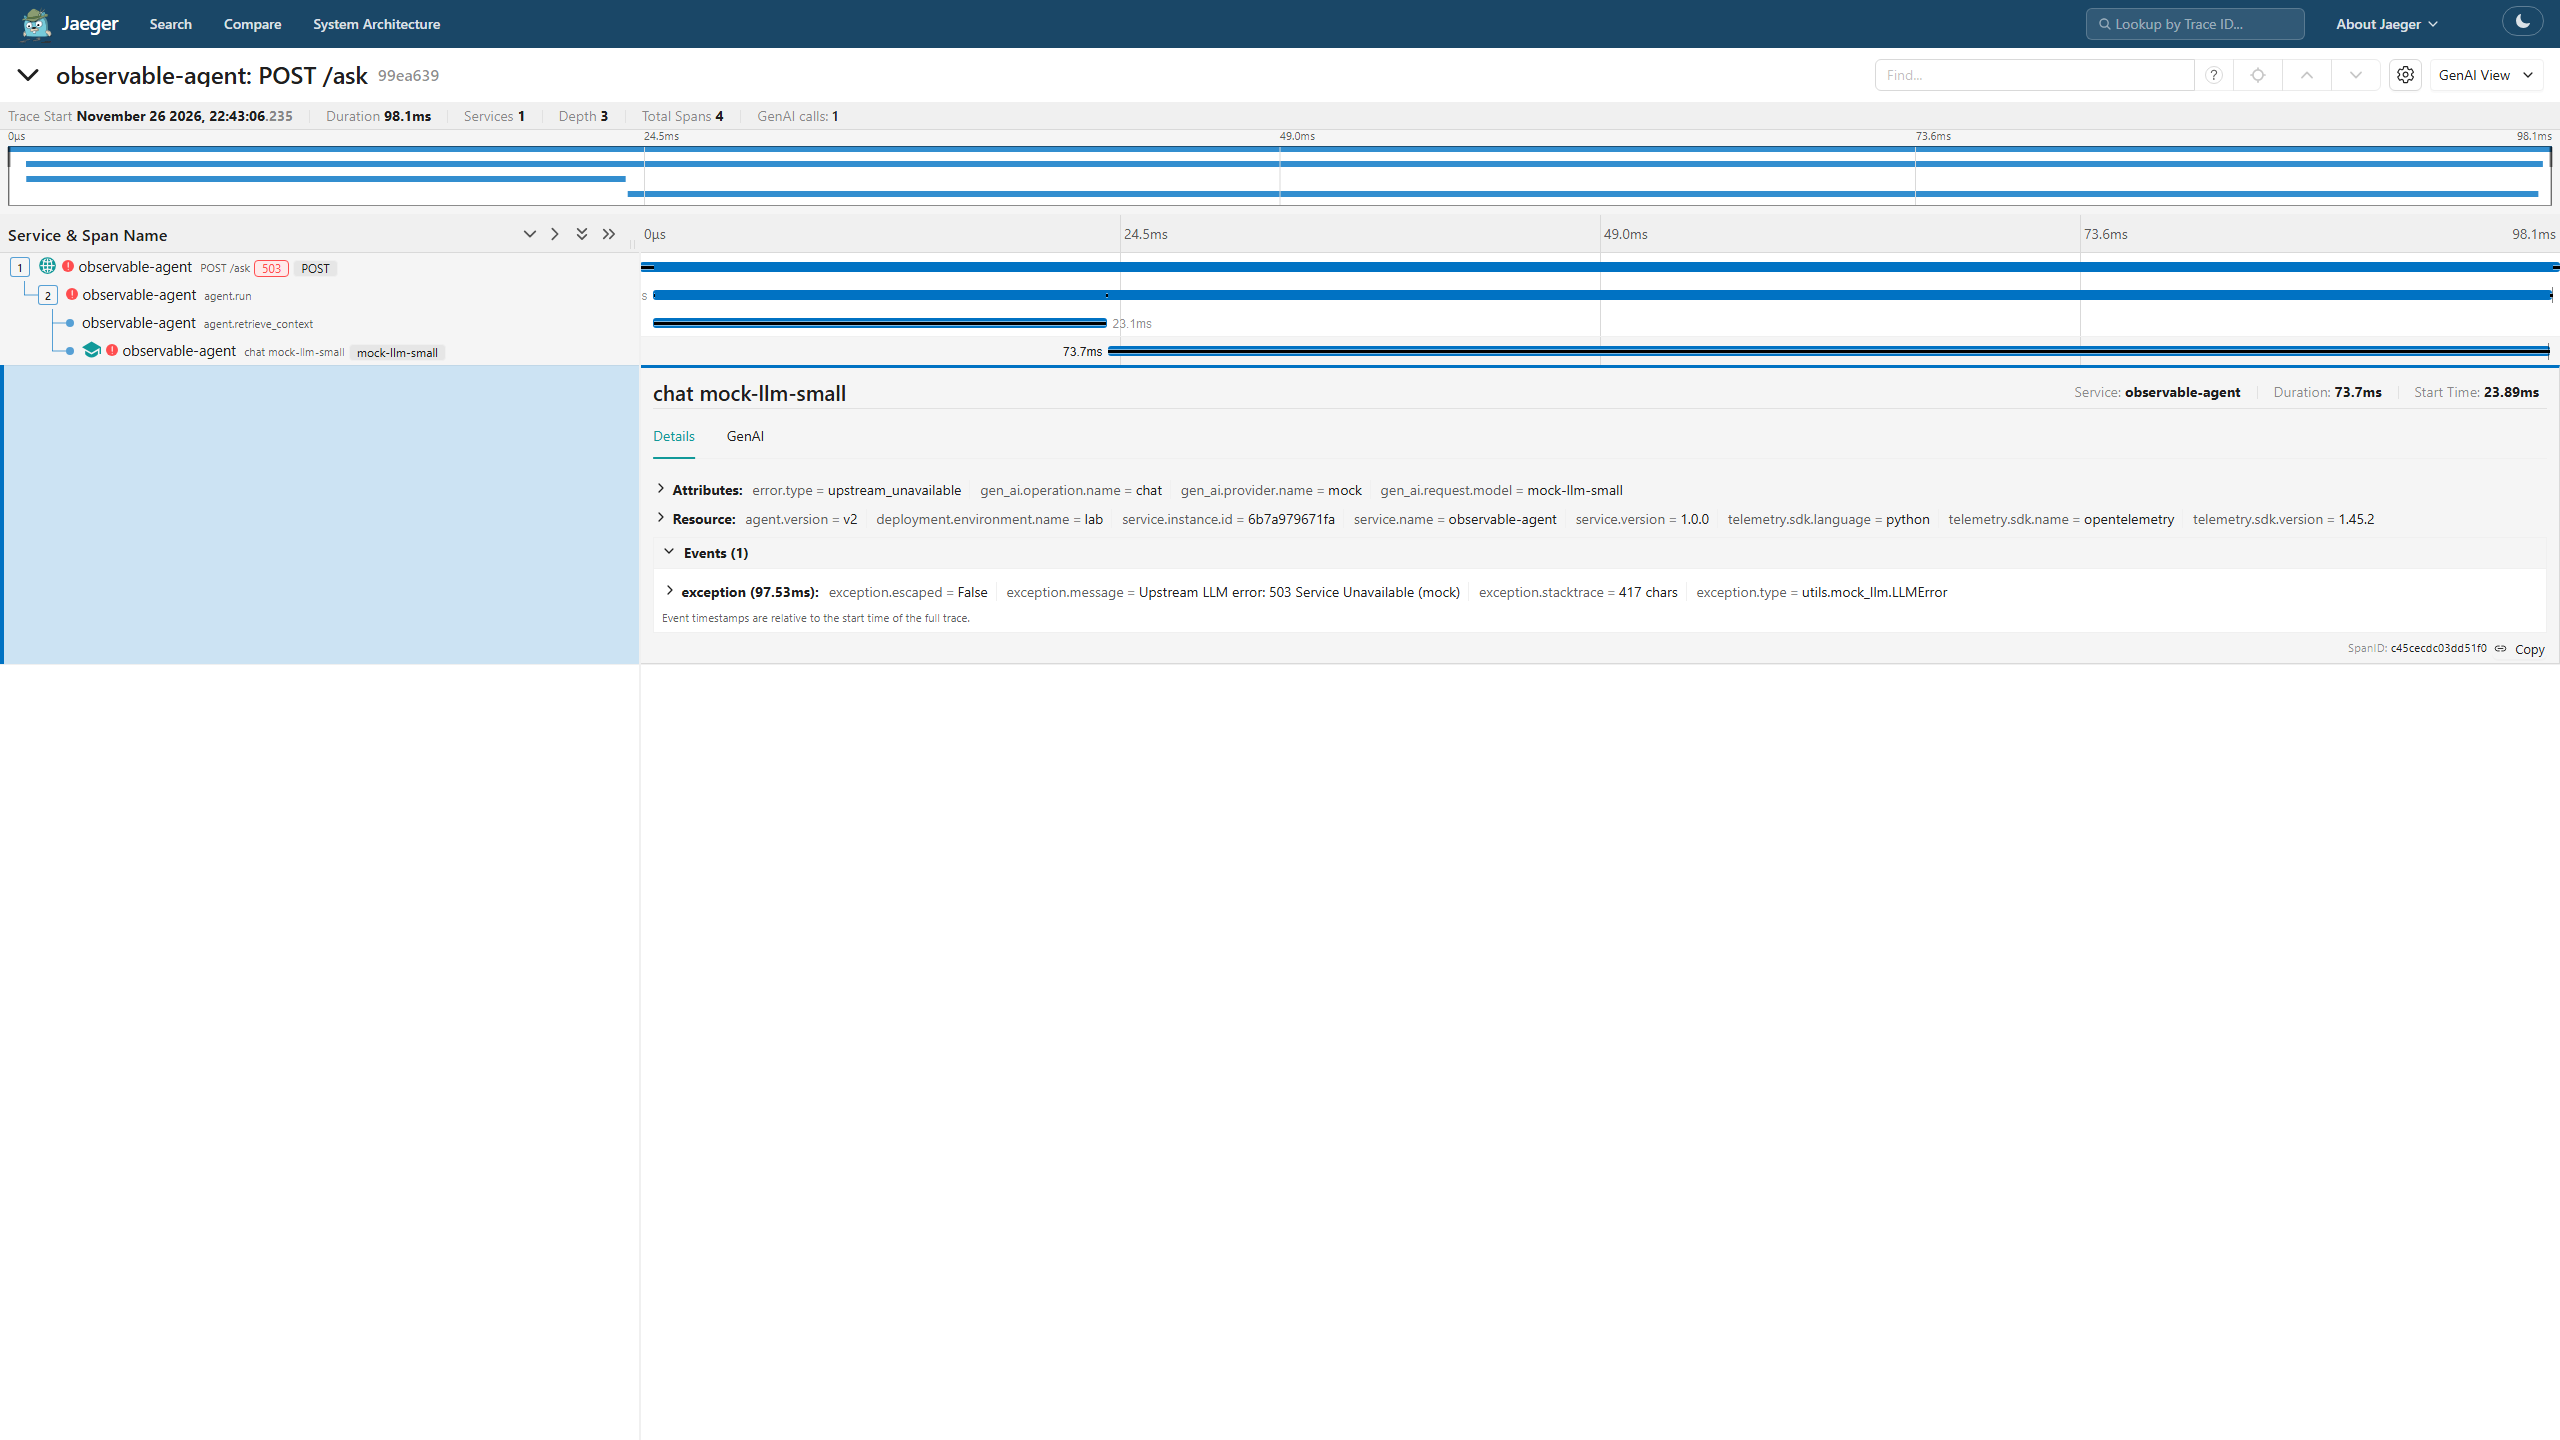 Jaeger Search Compare System Architecture Lookup by Trace ID... About Jaeger
observable-agent: POST /ask 99ea639 Find... ? GenAI View
Trace Start November 26 2026, 22:43:06.235 Duration 98.1ms Services 1 Depth 3 Total Spans 4 GenAI calls: 1
0μs 24.5ms 49.0ms 73.6ms 98.1ms
Service & Span Name 0μs 24.5ms 49.0ms 73.6ms 98.1ms
1 observable-agent POST /ask 503 POST
2 observable-agent agent.run s
observable-agent agent.retrieve_context 23.1ms
observable-agent chat mock-llm-small mock-llm-small 73.7ms
chat mock-llm-small Service: observable-agent Duration: 73.7ms Start Time: 23.89ms
Details GenAI
Attributes: error.type = upstream_unavailable gen_ai.operation.name = chat gen_ai.provider.name = mock gen_ai.request.model = mock-llm-small
Resource: agent.version = v2 deployment.environment.name = lab service.instance.id = 6b7a979671fa service.name = observable-agent service.version = 1.0.0 telemetry.sdk.language = python telemetry.sdk.name = opentelemetry telemetry.sdk.version = 1.45.2
Events (1)
exception (97.53ms): exception.escaped = False exception.message = Upstream LLM error: 503 Service Unavailable (mock) exception.stacktrace = 417 chars exception.type = utils.mock_llm.LLMError
Event timestamps are relative to the start time of the full trace.
SpanID: c45cecdc03dd51f0 Copy